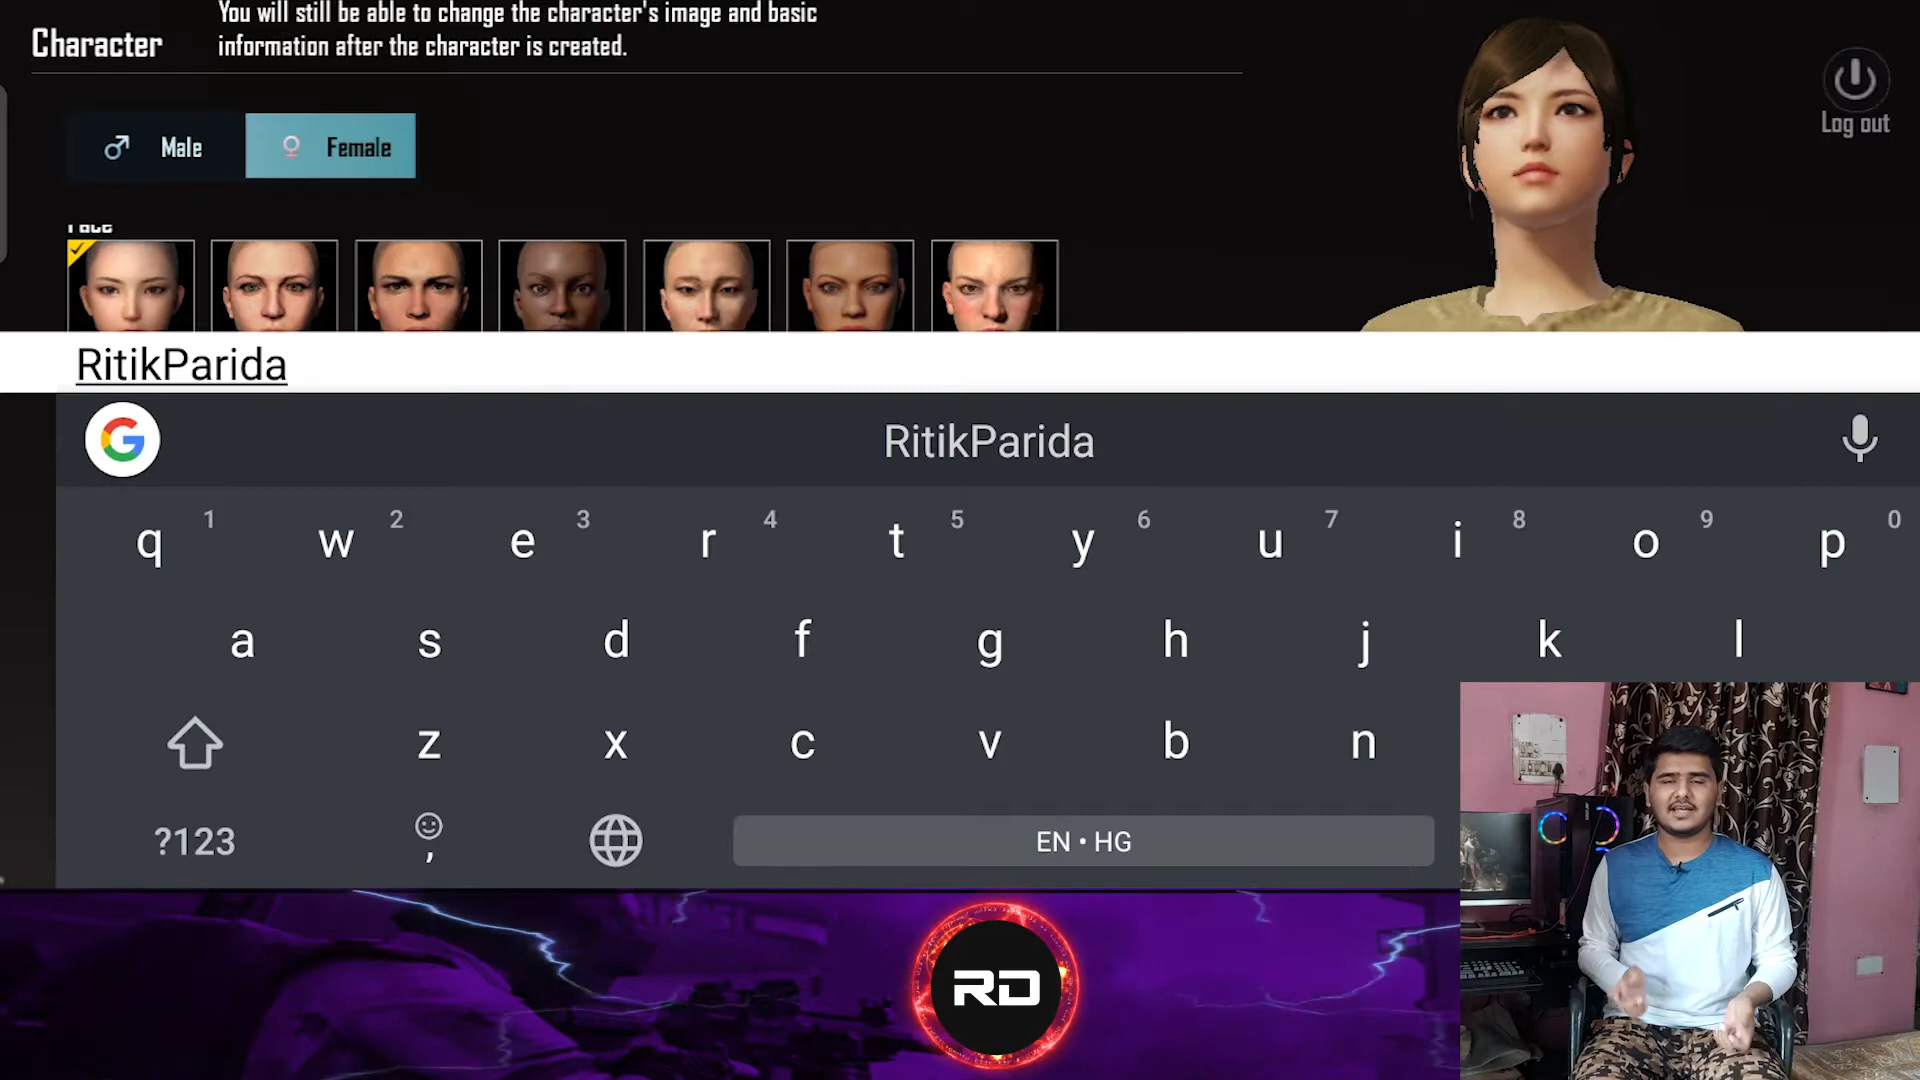 You will still be able to change the character's image and basic
Character
information after the character is created.
Log out
Male
Female
Face
RitikParida
RitikParida
q 1 w 2 e 3 r 4 t 5 y 6 u 7 i 8 o 9 p 0
a s d f g h j k l
z x c v b n
?123 , EN • HG
RD